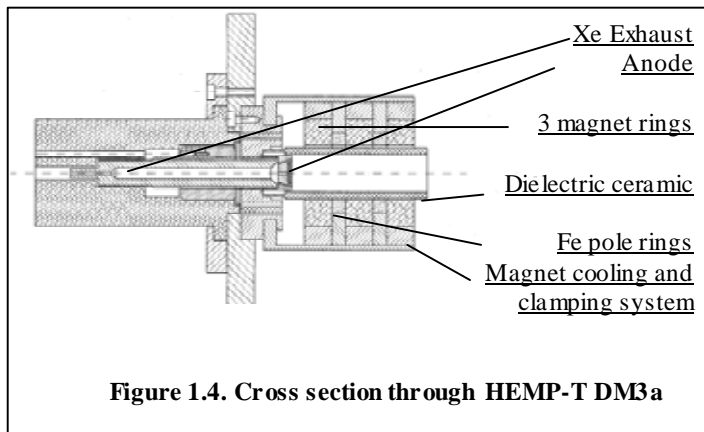 Xe Exhaust
Anode
3 magnet rings
Dielectric ceramic
Fe pole rings
Magnet cooling and
clamping system
Figure 1.4. Cross section through HEMP-T DM3a